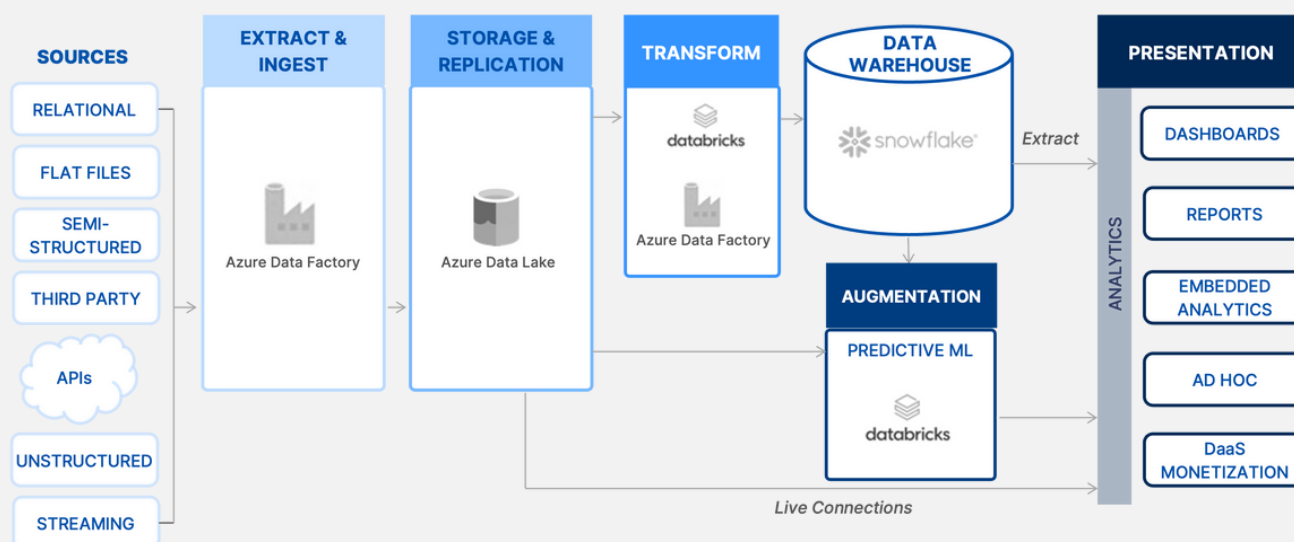 SOURCES
RELATIONAL
FLAT FILES
SEMI-
STRUCTURED
THIRD PARTY
APIs
UNSTRUCTURED
STREAMING
EXTRACT &
INGEST
Azure Data Factory
STORAGE &
REPLICATION
Azure Data Lake
TRANSFORM
databricks
Azure Data Factory
DATA
WAREHOUSE
snowflake®
Extract
AUGMENTATION
PREDICTIVE ML
databricks
Live Connections
PRESENTATION
ANALYTICS
DASHBOARDS
REPORTS
EMBEDDED
ANALYTICS
AD HOC
DaaS
MONETIZATION